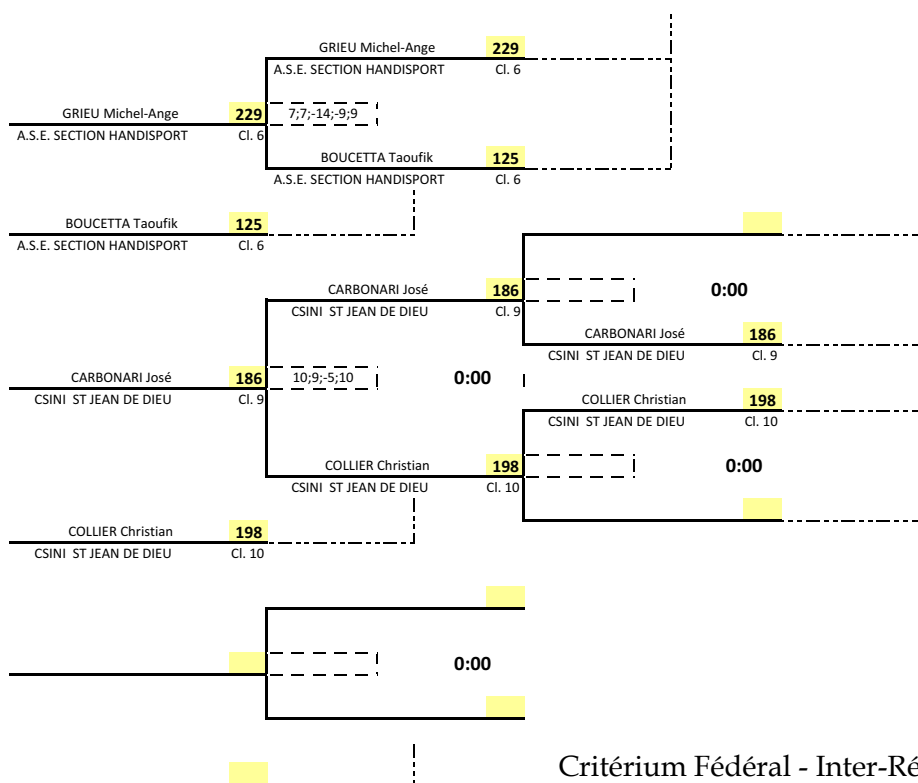 GRIEU Michel-Ange 229
A.S.E. SECTION HANDISPORT Cl. 6
GRIEU Michel-Ange 229 7;7;-14;-9;9
A.S.E. SECTION HANDISPORT Cl. 6
BOUCETTA Taoufik 125
A.S.E. SECTION HANDISPORT Cl. 6
BOUCETTA Taoufik 125
A.S.E. SECTION HANDISPORT Cl. 6
CARBONARI José 186 0:00
CSINI ST JEAN DE DIEU Cl. 9
CARBONARI José 186
CSINI ST JEAN DE DIEU Cl. 9
CARBONARI José 186 10;9;-5;10 0:00
CSINI ST JEAN DE DIEU Cl. 9
COLLIER Christian 198
CSINI ST JEAN DE DIEU Cl. 10
COLLIER Christian 198 0:00
CSINI ST JEAN DE DIEU Cl. 10
COLLIER Christian 198
CSINI ST JEAN DE DIEU Cl. 10
0:00
Critérium Fédéral - Inter-Ré